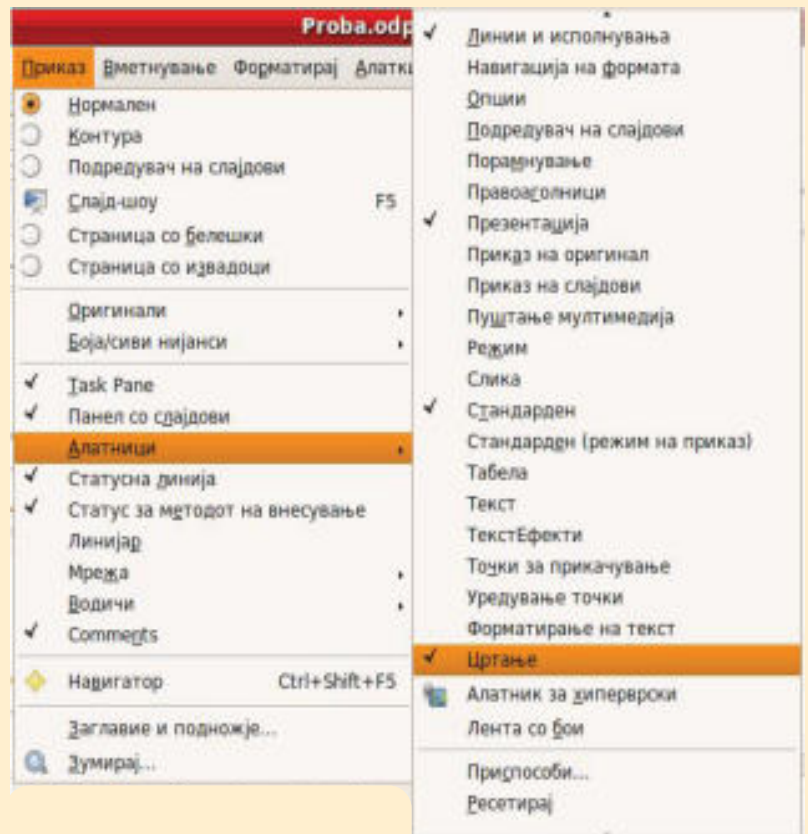 Proba.odp
Приказ Вметнување Форматирај Алатки
Нормален
Контура
Подредувач на слајдови
Слајд-шоу F5
Страница со белешки
Страница со извадоци
Оригинали
Боја/сиви нијанси
Task Pane
Панел со слајдови
Алатници
Статусна линија
Статус за методот на внесување
Линијар
Мрежа
Водичи
Comments
Навигатор Ctrl+Shift+F5
Заглавие и подножје...
Зумирај...
Линии и исполнувања
Навигација на формата
Опции
Подредувач на слајдови
Порамнување
Правоаголници
Презентација
Приказ на оригинал
Приказ на слајдови
Пуштање мултимедија
Режим
Слика
Стандарден
Стандарден (режим на приказ)
Табела
Текст
ТекстЕфекти
Точки за прикачување
Уредување точки
Форматирање на текст
Цртање
Алатник за хиперврски
Лента со бои
Приспособи...
Ресетирај